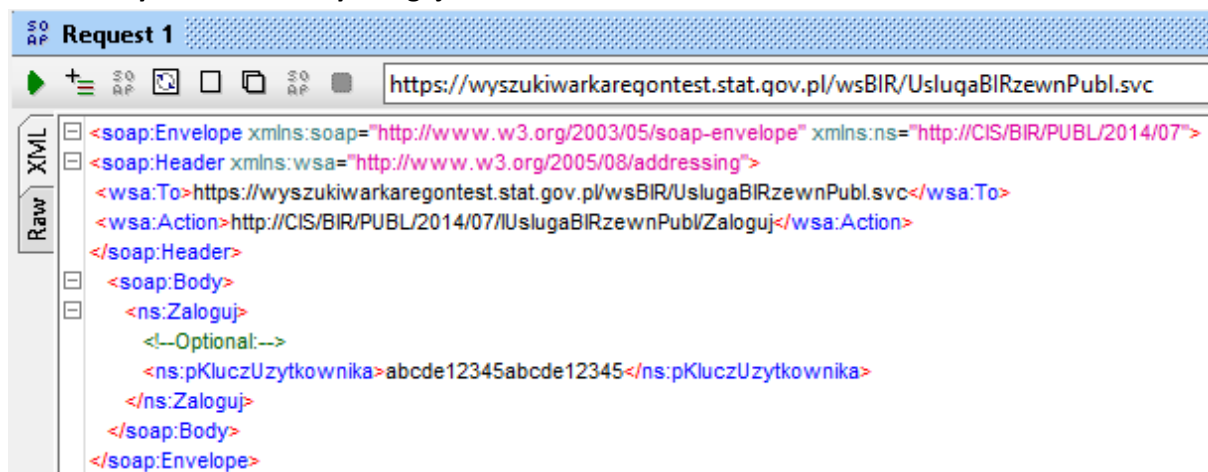 Request 1
https://wyszukiwarkaregontest.stat.gov.pl/wsBIR/UslugaBIRzewnPubl.svc
XML
Raw
<soap:Envelope xmlns:soap="http://www.w3.org/2003/05/soap-envelope" xmlns:ns="http://CIS/BIR/PUBL/2014/07">
<soap:Header xmlns:wsa="http://www.w3.org/2005/08/addressing">
<wsa:To>https://wyszukiwarkaregontest.stat.gov.pl/wsBIR/UslugaBIRzewnPubl.svc</wsa:To>
<wsa:Action>http://CIS/BIR/PUBL/2014/07/IUslugaBIRzewnPubl/Zaloguj</wsa:Action>
</soap:Header>
<soap:Body>
<ns:Zaloguj>
<!--Optional:-->
<ns:pKluczUzytkownika>abcde12345abcde12345</ns:pKluczUzytkownika>
</ns:Zaloguj>
</soap:Body>
</soap:Envelope>